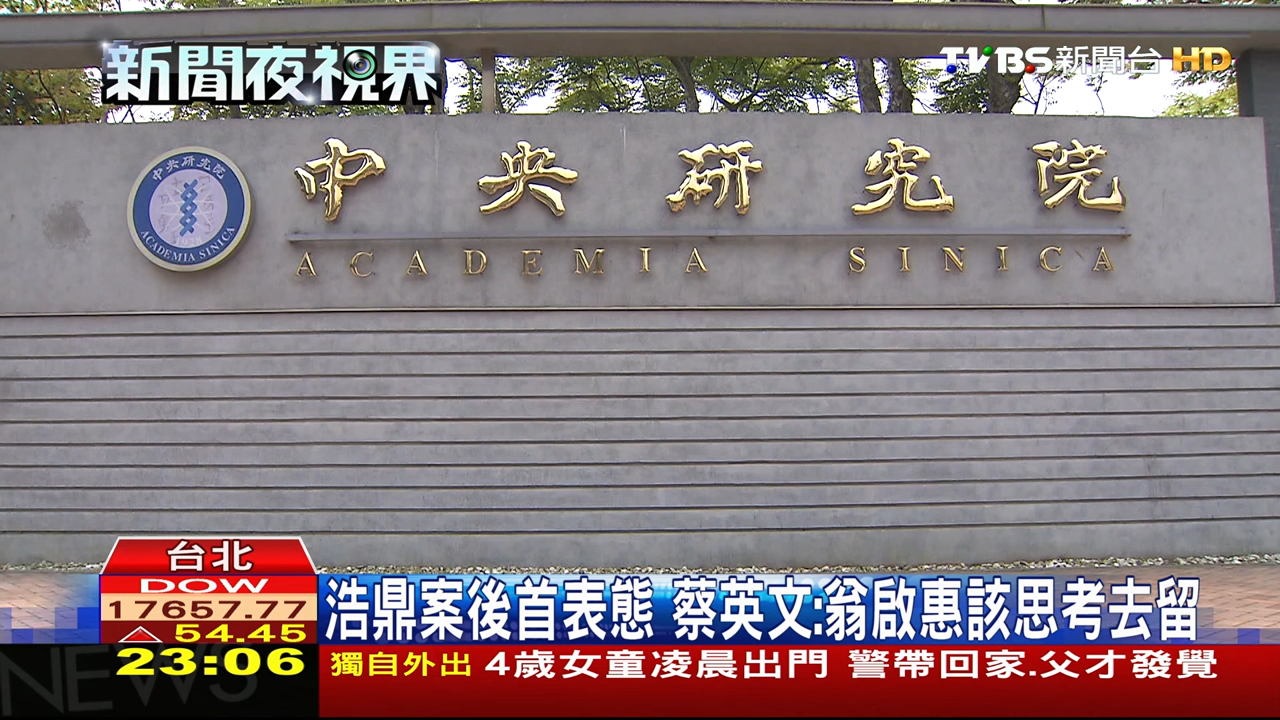 新聞夜視界
TVBS新聞台 HD
中央研究院
中央研究院
ACADEMIA SINICA
ACADEMIA SINICA
台北
DOW
17657.77
54.45
23:06
浩鼎案後首表態 蔡英文:翁啟惠該思考去留
獨自外出 4歲女童凌晨出門 警帶回家.父才發覺
NEWS